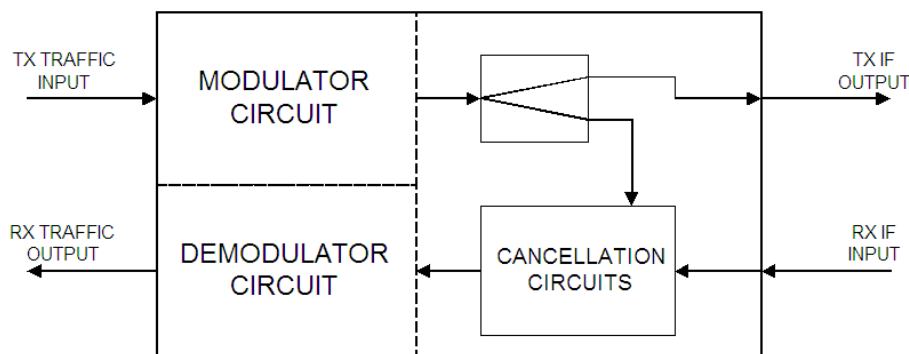 TX TRAFFIC
INPUT
MODULATOR
CIRCUIT
TX IF
OUTPUT
RX TRAFFIC
OUTPUT
DEMODULATOR
CIRCUIT
CANCELLATION
CIRCUITS
RX IF
INPUT